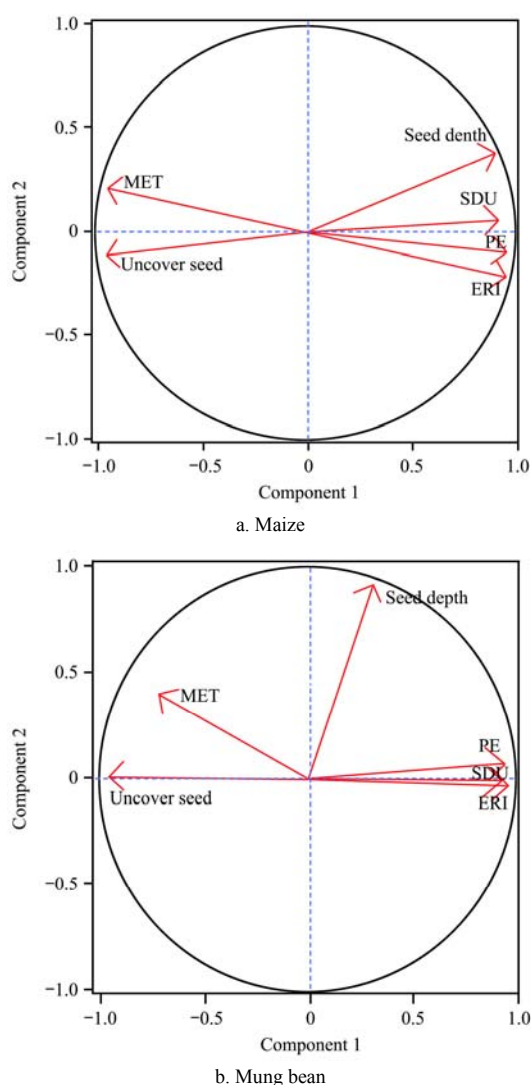 1.0
0.5
Seed denth
MET
SDU
0
PE
Uncover seed
ERI
−0.5
−1.0
−1.0 −0.5 0 0.5 1.0
Component 2
Component 1
a. Maize
1.0
Seed depth
0.5
MET
PE
0
SDU
Uncover seed
ERI
−0.5
−1.0
−1.0 −0.5 0 0.5 1.0
Component 2
Component 1
b. Mung bean